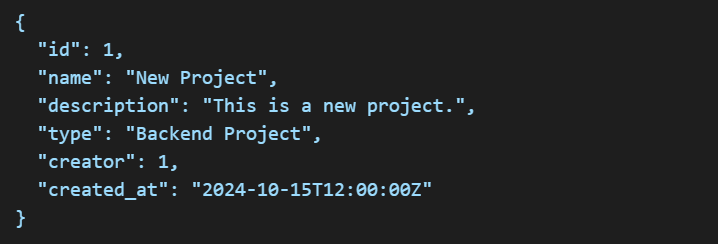 {
  "id": 1,
  "name": "New Project",
  "description": "This is a new project.",
  "type": "Backend Project",
  "creator": 1,
  "created_at": "2024-10-15T12:00:00Z"
}